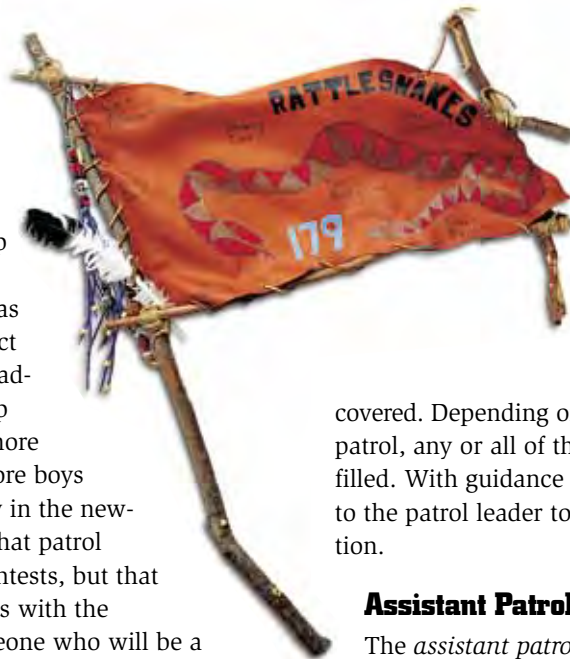 RATTLESNAKES
179
p
as
ct
ad-
p
nore
ore boys
y in the new-
hat patrol
ntests, but that
s with the
eone who will be a
covered. Depending o
patrol, any or all of th
filled. With guidance
to the patrol leader to
tion.
Assistant Patrol
The assistant patro